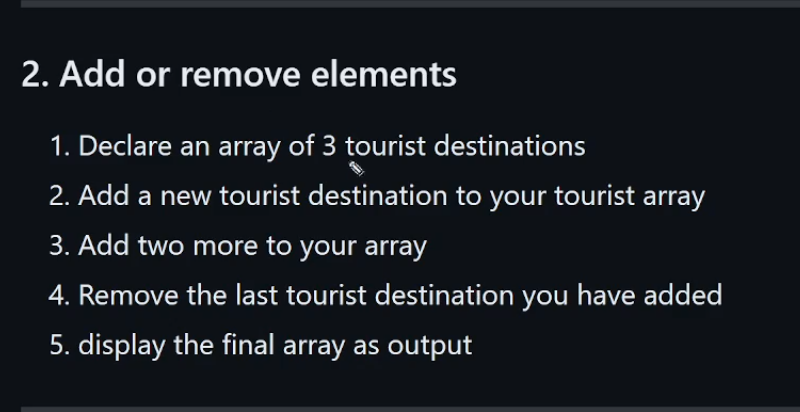 2. Add or remove elements
1. Declare an array of 3 tourist destinations
2. Add a new tourist destination to your tourist array
3. Add two more to your array
4. Remove the last tourist destination you have added
5. display the final array as output